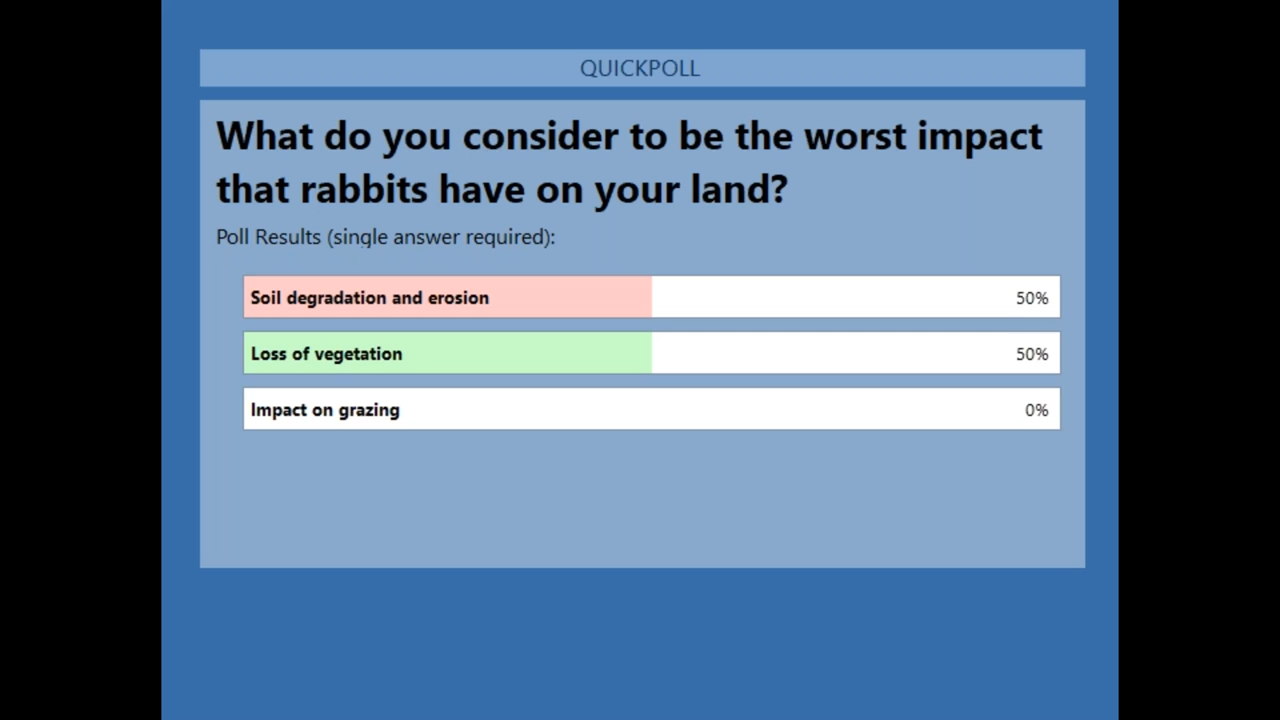 QUICKPOLL
What do you consider to be the worst impact
that rabbits have on your land?
Poll Results (single answer required):
Soil degradation and erosion 50%
Loss of vegetation 50%
Impact on grazing 0%